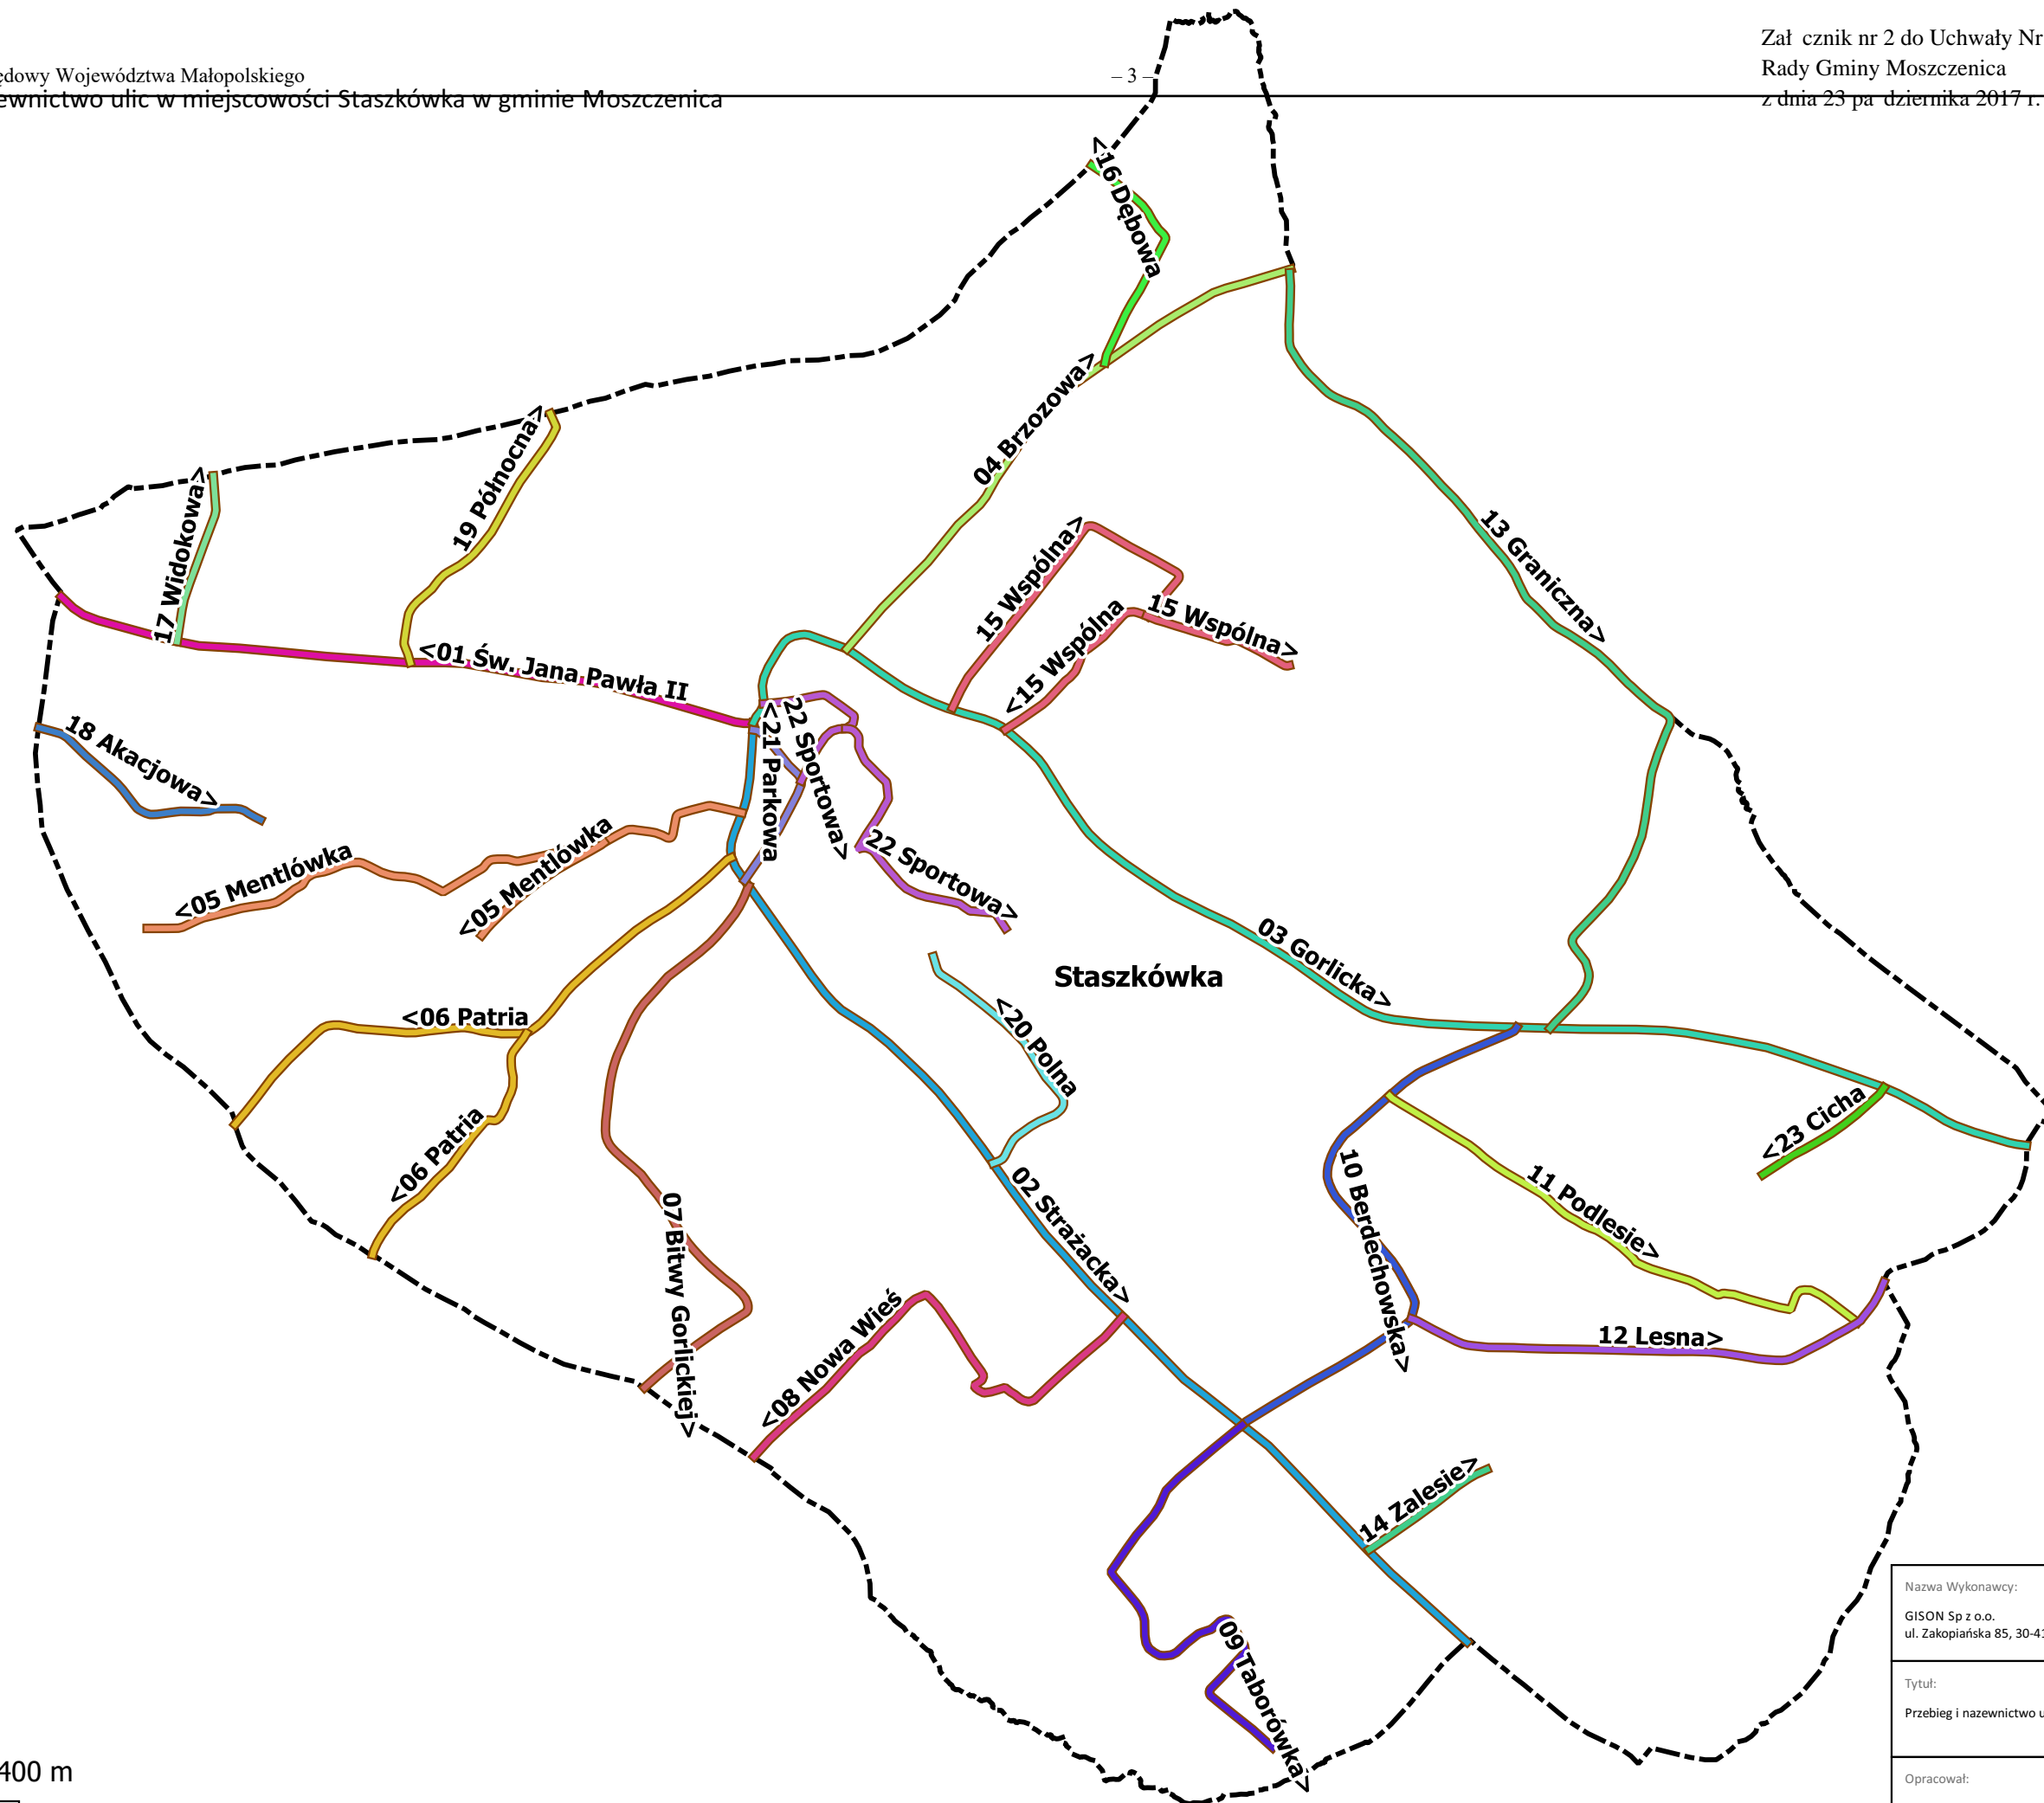 Zał cznik nr 2 do Uchwały Nr
Rady Gminy Moszczenica
z dnia 23 pa dziernika 2017 r.
ędowy Województwa Małopolskiego
– 3 –
ewnictwo ulic w miejscowości Staszkówka w gminie Moszczenica
<16 Dębowa
04 Brzozowa>
19 Północna>
17 Widokowa>
13 Graniczna>
15 Wspólna>
<15 Wspólna
15 Wspólna>
<01 Św. Jana Pawła II
18 Akacjowa>
<21 Parkowa
22 Sportowa>
22 Sportowa>
<05 Mentlówka
<05 Mentlówka
03 Gorlicka>
Staszkówka
<06 Patria
<06 Patria
<20 Polna
<23 Cicha
10 Berdechowska>
11 Podlesie>
02 Strażacka>
07 Bitwy Gorlickiej>
<08 Nowa Wieś
12 Lesna>
14 Zalesie>
09 Taborówka>
Nazwa Wykonawcy:
GISON Sp z o.o.
ul. Zakopiańska 85, 30-41
Tytuł:
Przebieg i nazewnictwo u
Opracował:
400 m